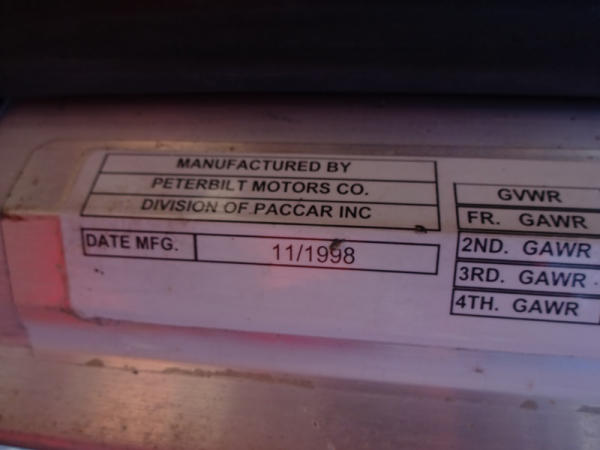 MANUFACTURED BY
PETERBILT MOTORS CO.
DIVISION OF PACCAR INC
DATE MFG. 11/1998
GVWR
FR. GAWR
2ND. GAWR
3RD. GAWR
4TH. GAWR